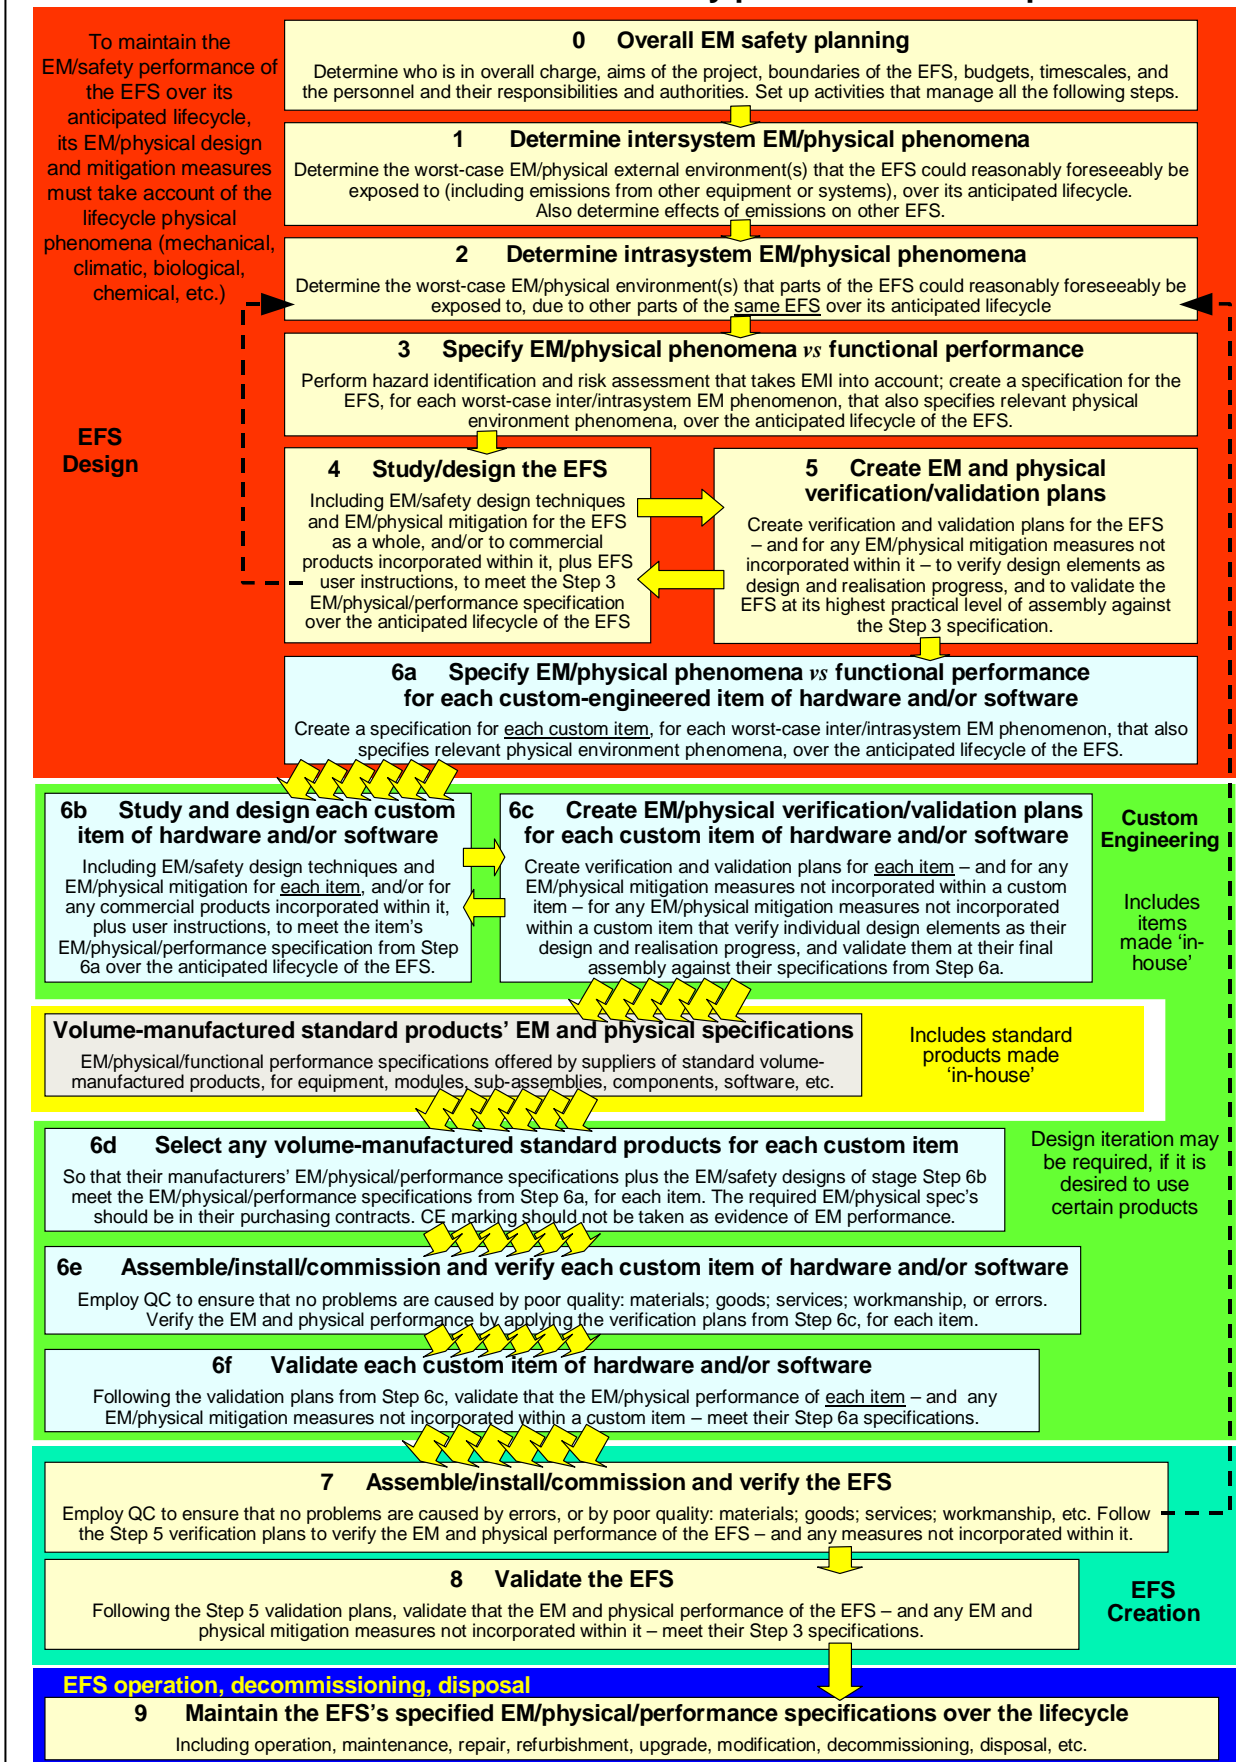 To maintain the
EM/safety performance of
the EFS over its
anticipated lifecycle,
its EM/physical design
and mitigation measures
must take account of the
lifecycle physical
phenomena (mechanical,
climatic, biological,
chemical, etc.)
0 Overall EM safety planning
Determine who is in overall charge, aims of the project, boundaries of the EFS, budgets, timescales, and
the personnel and their responsibilities and authorities. Set up activities that manage all the following steps.
1 Determine intersystem EM/physical phenomena
Determine the worst-case EM/physical external environment(s) that the EFS could reasonably foreseeably be
exposed to (including emissions from other equipment or systems), over its anticipated lifecycle.
Also determine effects of emissions on other EFS.
2 Determine intrasystem EM/physical phenomena
Determine the worst-case EM/physical environment(s) that parts of the EFS could reasonably foreseeably be
exposed to, due to other parts of the same EFS over its anticipated lifecycle
3 Specify EM/physical phenomena vs functional performance
Perform hazard identification and risk assessment that takes EMI into account; create a specification for the
EFS, for each worst-case inter/intrasystem EM phenomenon, that also specifies relevant physical
environment phenomena, over the anticipated lifecycle of the EFS.
EFS
Design
4 Study/design the EFS
Including EM/safety design techniques
and EM/physical mitigation for the EFS
as a whole, and/or to commercial
products incorporated within it, plus EFS
user instructions, to meet the Step 3
EM/physical/performance specification
over the anticipated lifecycle of the EFS
5 Create EM and physical
verification/validation plans
Create verification and validation plans for the EFS
– and for any EM/physical mitigation measures not
incorporated within it – to verify design elements as
design and realisation progress, and to validate the
EFS at its highest practical level of assembly against
the Step 3 specification.
6a Specify EM/physical phenomena vs functional performance
for each custom-engineered item of hardware and/or software
Create a specification for each custom item, for each worst-case inter/intrasystem EM phenomenon, that also
specifies relevant physical environment phenomena, over the anticipated lifecycle of the EFS.
6b Study and design each custom
item of hardware and/or software
Including EM/safety design techniques and
EM/physical mitigation for each item, and/or for
any commercial products incorporated within it,
plus user instructions, to meet the item's
EM/physical/performance specification from Step
6a over the anticipated lifecycle of the EFS.
6c Create EM/physical verification/validation plans
for each custom item of hardware and/or software
Create verification and validation plans for each item – and for any
EM/physical mitigation measures not incorporated within a custom
item – for any EM/physical mitigation measures not incorporated
within a custom item that verify individual design elements as their
design and realisation progress, and validate them at their final
assembly against their specifications from Step 6a.
Custom
Engineering
Includes
items
made ‘in-
house’
Volume-manufactured standard products’ EM and physical specifications
EM/physical/functional performance specifications offered by suppliers of standard volume-
manufactured products, for equipment, modules, sub-assemblies, components, software, etc.
Includes standard
products made
‘in-house’
6d Select any volume-manufactured standard products for each custom item
So that their manufacturers’ EM/physical/performance specifications plus the EM/safety designs of stage Step 6b
meet the EM/physical/performance specifications from Step 6a, for each item. The required EM/physical spec’s
should be in their purchasing contracts. CE marking should not be taken as evidence of EM performance.
Design iteration may
be required, if it is
desired to use
certain products
6e Assemble/install/commission and verify each custom item of hardware and/or software
Employ QC to ensure that no problems are caused by poor quality: materials; goods; services; workmanship, or errors.
Verify the EM and physical performance by applying the verification plans from Step 6c, for each item.
6f Validate each custom item of hardware and/or software
Following the validation plans from Step 6c, validate that the EM/physical performance of each item – and any
EM/physical mitigation measures not incorporated within a custom item – meet their Step 6a specifications.
7 Assemble/install/commission and verify the EFS
Employ QC to ensure that no problems are caused by errors, or by poor quality: materials; goods; services; workmanship, etc. Follow
the Step 5 verification plans to verify the EM and physical performance of the EFS – and any measures not incorporated within it.
8 Validate the EFS
Following the Step 5 validation plans, validate that the EM and physical performance of the EFS – and any EM and
physical mitigation measures not incorporated within it – meet their Step 3 specifications.
EFS
Creation
EFS operation, decommissioning, disposal
9 Maintain the EFS's specified EM/physical/performance specifications over the lifecycle
Including operation, maintenance, repair, refurbishment, upgrade, modification, decommissioning, disposal, etc.